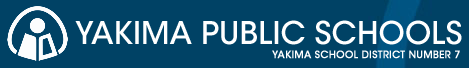 YAKIMA PUBLIC SCHOOLS
YAKIMA SCHOOL DISTRICT NUMBER 7